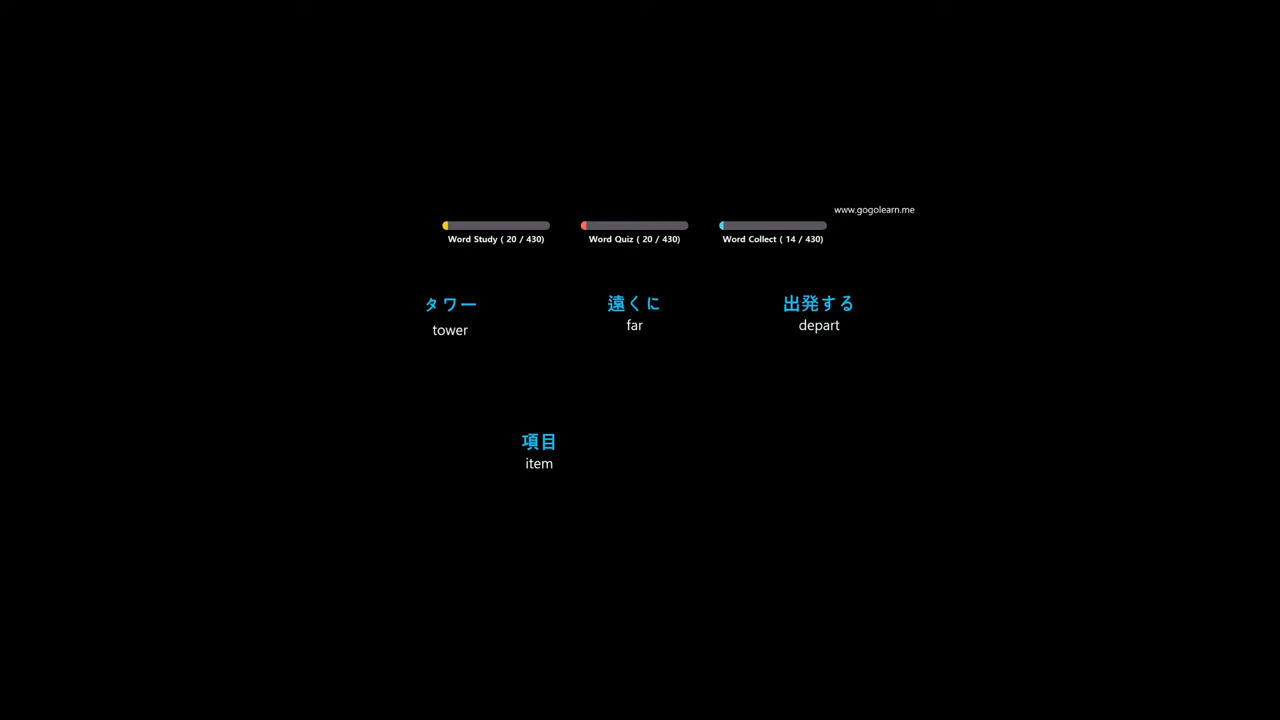 www.gogolearn.me
Word Study ( 20 / 430)
Word Quiz ( 20 / 430)
Word Collect ( 14 / 430)
タワー
tower
遠くに
far
出発する
depart
項目
item